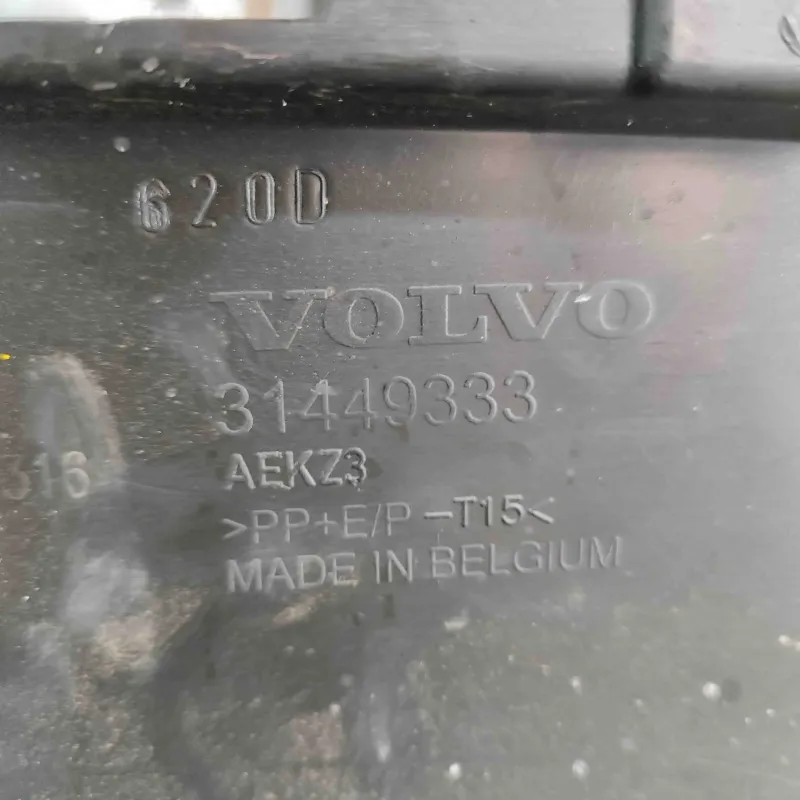 620D
VOLVO
31449333
AEKZ3
316
>PP+E/P-T15<
MADE IN BELGIUM